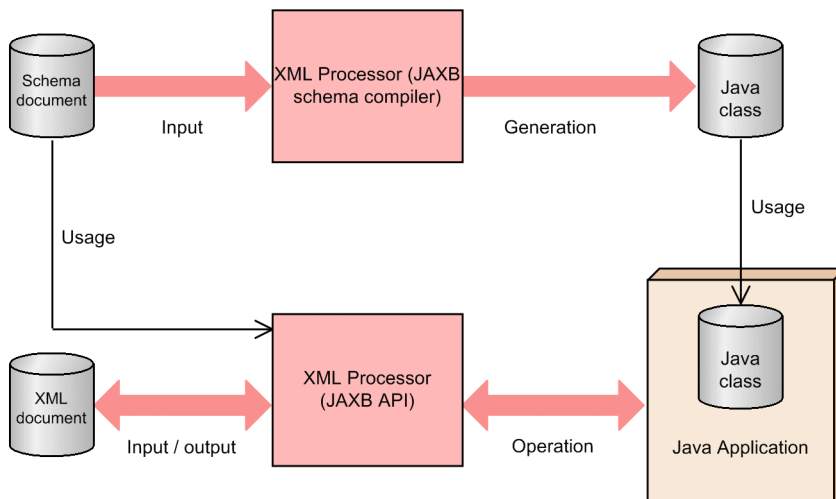 Schema
document
Input
XML Processor (JAXB
schema compiler)
Generation
Java
class
Usage
Usage
XML
document
Input / output
XML Processor
(JAXB API)
Operation
Java
class
Java Application